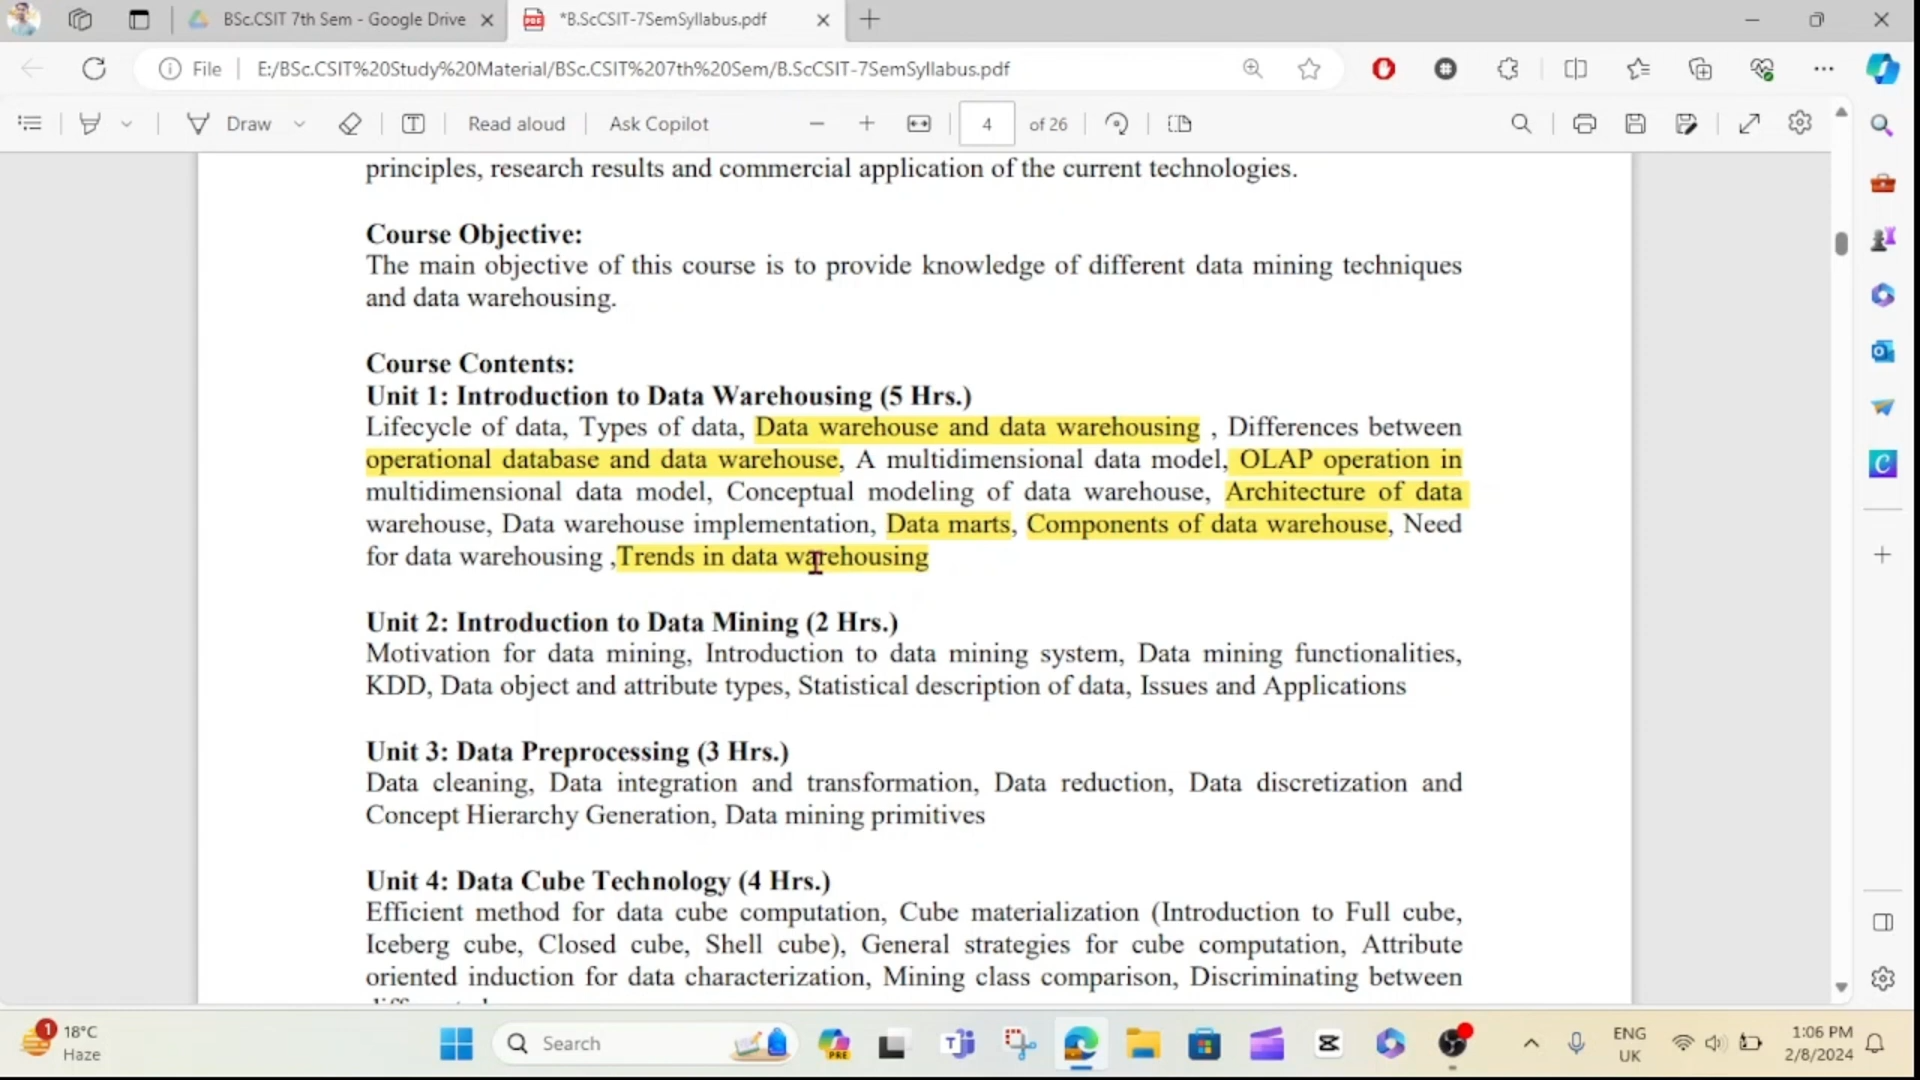 BSc.CSIT 7th Sem - Google Drive
*B.ScCSIT-7SemSyllabus.pdf
File
E:/BSc.CSIT%20Study%20Material/BSc.CSIT%207th%20Sem/B.ScCSIT-7SemSyllabus.pdf
Draw
Read aloud
Ask Copilot
4 of 26
principles, research results and commercial application of the current technologies.
Course Objective:
The main objective of this course is to provide knowledge of different data mining techniques
and data warehousing.
Course Contents:
Unit 1: Introduction to Data Warehousing (5 Hrs.)
Lifecycle of data, Types of data, Data warehouse and data warehousing , Differences between
operational database and data warehouse, A multidimensional data model, OLAP operation in
multidimensional data model, Conceptual modeling of data warehouse, Architecture of data
warehouse, Data warehouse implementation, Data marts, Components of data warehouse, Need
for data warehousing ,Trends in data warehousing
Unit 2: Introduction to Data Mining (2 Hrs.)
Motivation for data mining, Introduction to data mining system, Data mining functionalities,
KDD, Data object and attribute types, Statistical description of data, Issues and Applications
Unit 3: Data Preprocessing (3 Hrs.)
Data cleaning, Data integration and transformation, Data reduction, Data discretization and
Concept Hierarchy Generation, Data mining primitives
Unit 4: Data Cube Technology (4 Hrs.)
Efficient method for data cube computation, Cube materialization (Introduction to Full cube,
Iceberg cube, Closed cube, Shell cube), General strategies for cube computation, Attribute
oriented induction for data characterization, Mining class comparison, Discriminating between
1
18°C
Haze
Search
PRE
ENG
UK
1:06 PM
2/8/2024